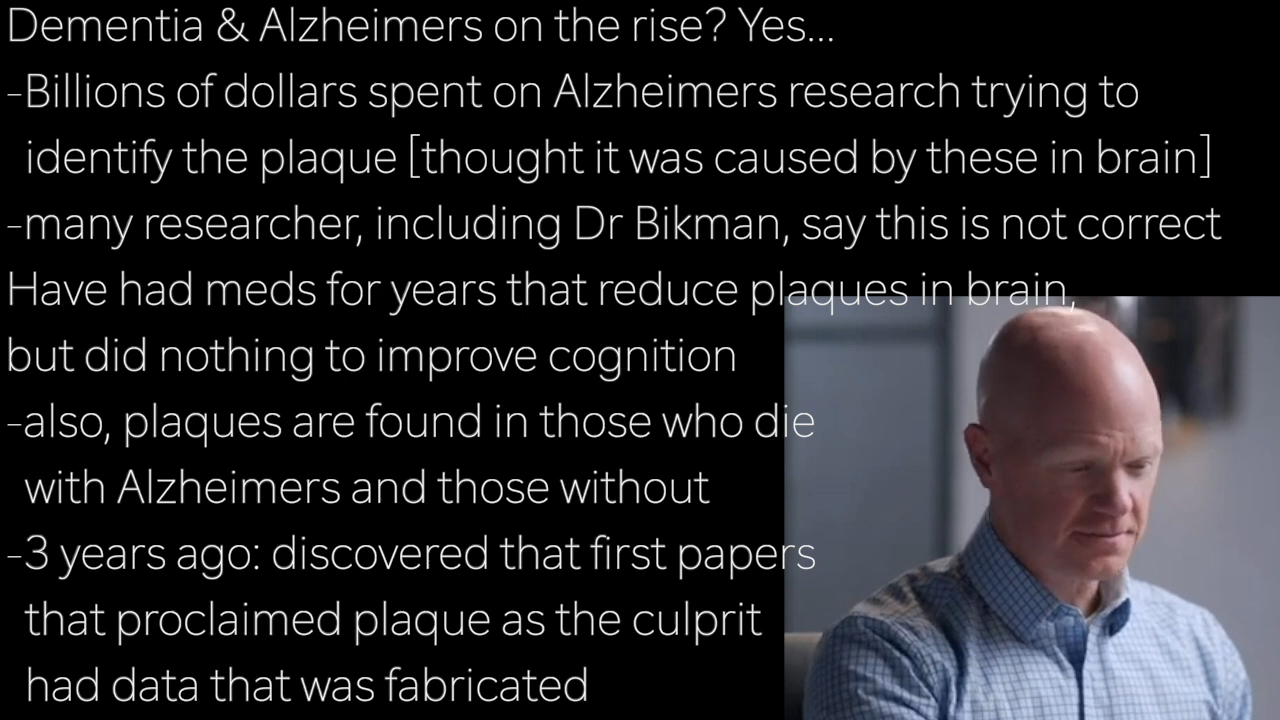 Dementia & Alzheimers on the rise? Yes...
-Billions of dollars spent on Alzheimers research trying to
identify the plaque [thought it was caused by these in brain]
-many researcher, including Dr Bikman, say this is not correct
Have had meds for years that reduce plaques in brain,
but did nothing to improve cognition
-also, plaques are found in those who die
with Alzheimers and those without
-3 years ago: discovered that first papers
that proclaimed plaque as the culprit
had data that was fabricated